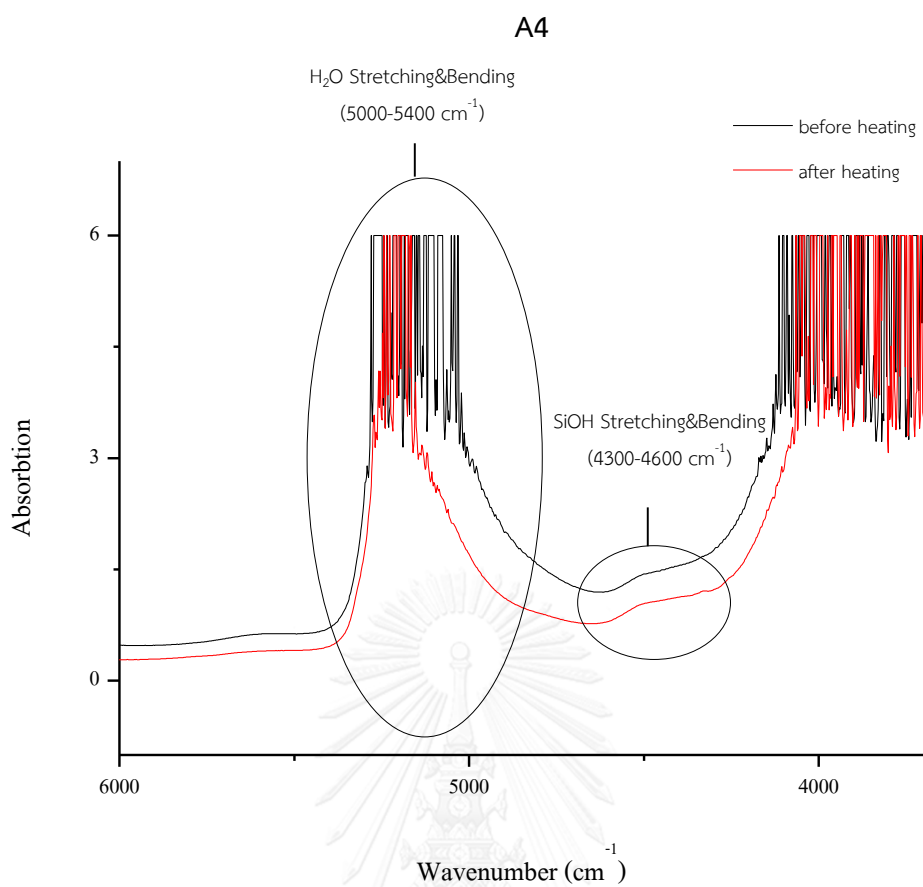 A4
H₂O Stretching&Bending
(5000-5400 cm⁻¹)
before heating
after heating
6
SiOH Stretching&Bending
(4300-4600 cm⁻¹)
3
Absorbtion
0
6000
5000
4000
Wavenumber (cm⁻¹)